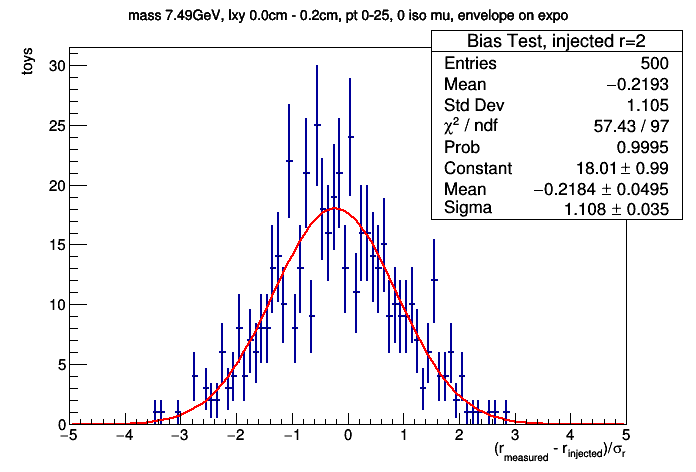 mass 7.49GeV, lxy 0.0cm - 0.2cm, pt 0-25, 0 iso mu, envelope on expo
toys
Bias Test, injected r=2
Entries 500
Mean −0.2193
Std Dev 1.105
χ² / ndf 57.43 / 97
Prob 0.9995
Constant 18.01 ± 0.99
Mean −0.2184 ± 0.0495
Sigma 1.108 ± 0.035
30
25
20
15
10
5
0
−5 −4 −3 −2 −1 0 1 2 3 4 5
(r_measured - r_injected)/σ_r